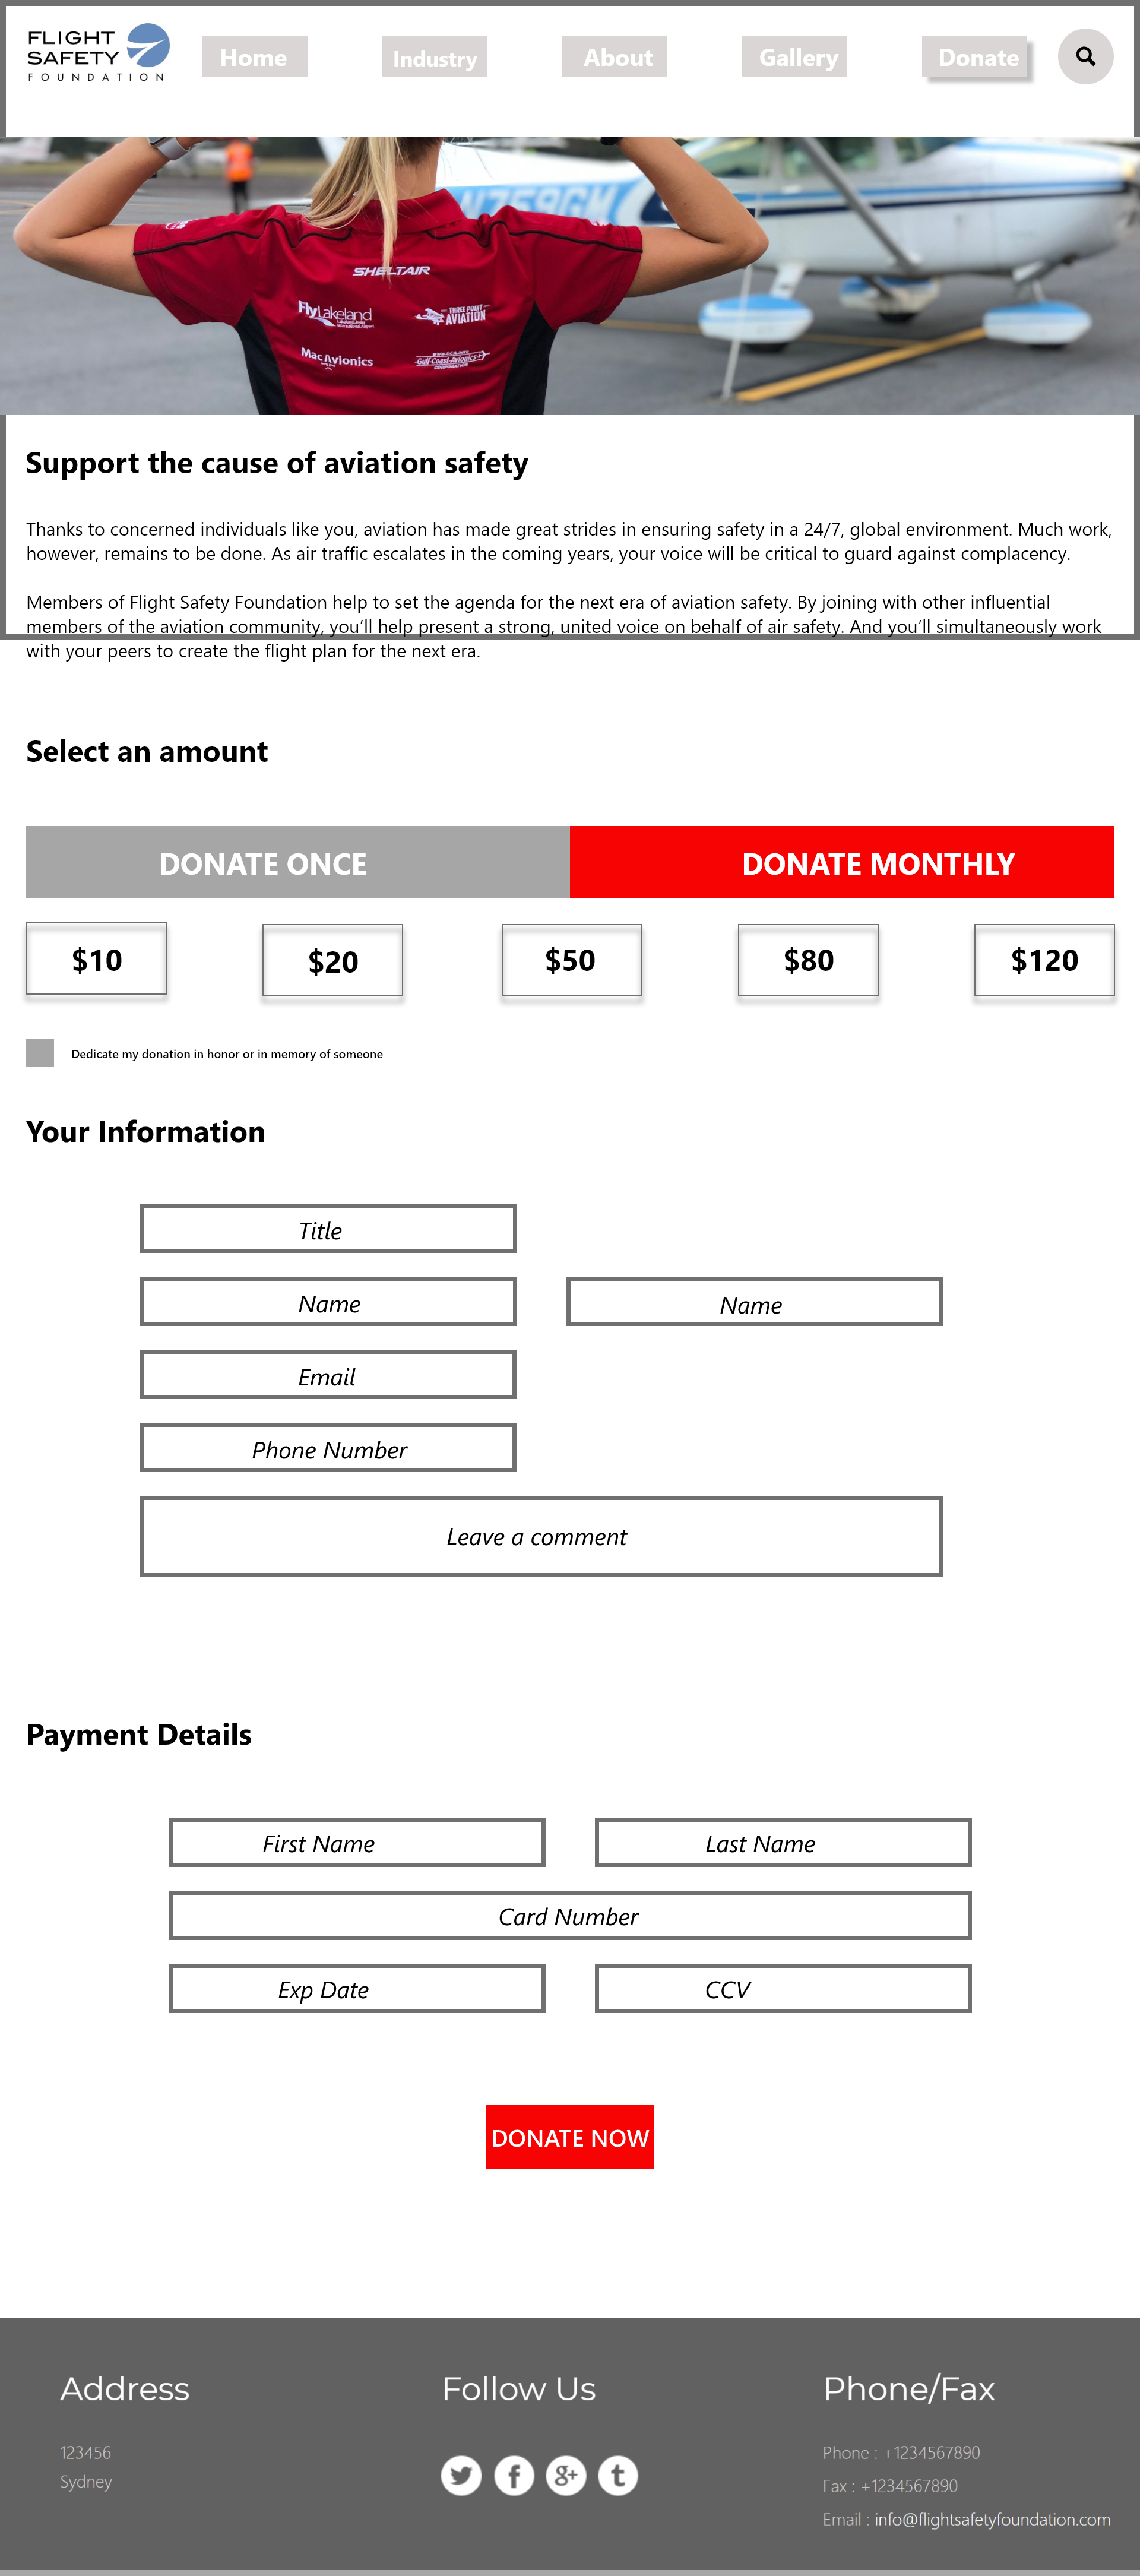 FLIGHT
SAFETY
FOUNDATION
Home
Industry
About
Gallery
Donate
N759GM
SHELTAIR
FlyLakeland
THREE POINT
AVIATION
MacAvionics
Gulf Coast Avionics
CORPORATION
Support the cause of aviation safety
Thanks to concerned individuals like you, aviation has made great strides in ensuring safety in a 24/7, global environment. Much work,
however, remains to be done. As air traffic escalates in the coming years, your voice will be critical to guard against complacency.
Members of Flight Safety Foundation help to set the agenda for the next era of aviation safety. By joining with other influential
members of the aviation community, you'll help present a strong, united voice on behalf of air safety. And you'll simultaneously work
with your peers to create the flight plan for the next era.
Select an amount
DONATE ONCE
DONATE MONTHLY
$10
$20
$50
$80
$120
Dedicate my donation in honor or in memory of someone
Your Information
Title
Name
Name
Email
Phone Number
Leave a comment
Payment Details
First Name
Last Name
Card Number
Exp Date
CCV
DONATE NOW
Address
123456
Sydney
Follow Us
Phone/Fax
Phone : +1234567890
Fax : +1234567890
Email : info@flightsafetyfoundation.com